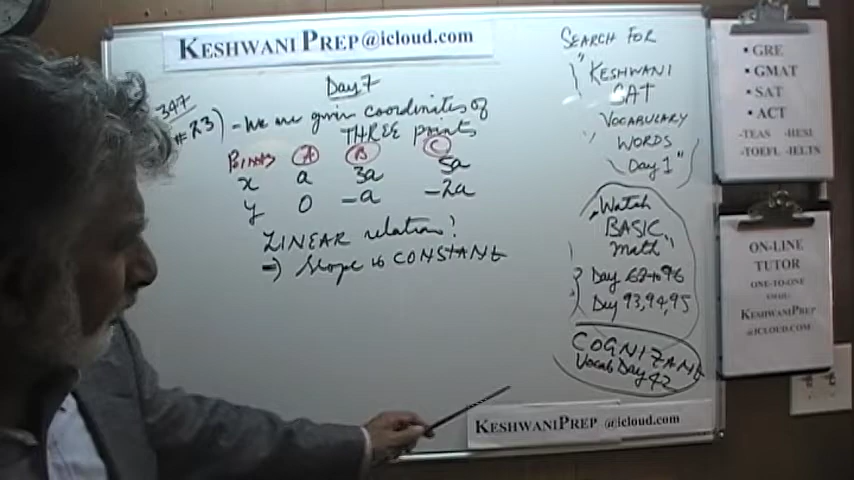 KESHWANI PREP@icloud.com
Day 7
347
#23) - We are given coordinates of
THREE points
Points A B C
x a 3a 5a
y 0 -a -2a
LINEAR relation?
=) Slope is CONSTANT
SEARCH FOR
"KESHWANI
SAT
VOCABULARY
WORDS
Day 1"
Watch
BASIC
Math"
Day 62 to 96
Day 93,94,95
COGNIZANT
Vocab Day 42
KESHWANIPREP @icloud.com
• GRE
• GMAT
• SAT
• ACT
-TEAS -HESI
-TOEFL -IELTS
ON-LINE
TUTOR
ONE-TO-ONE
KESHWANIPREP
@ICLOUD.COM